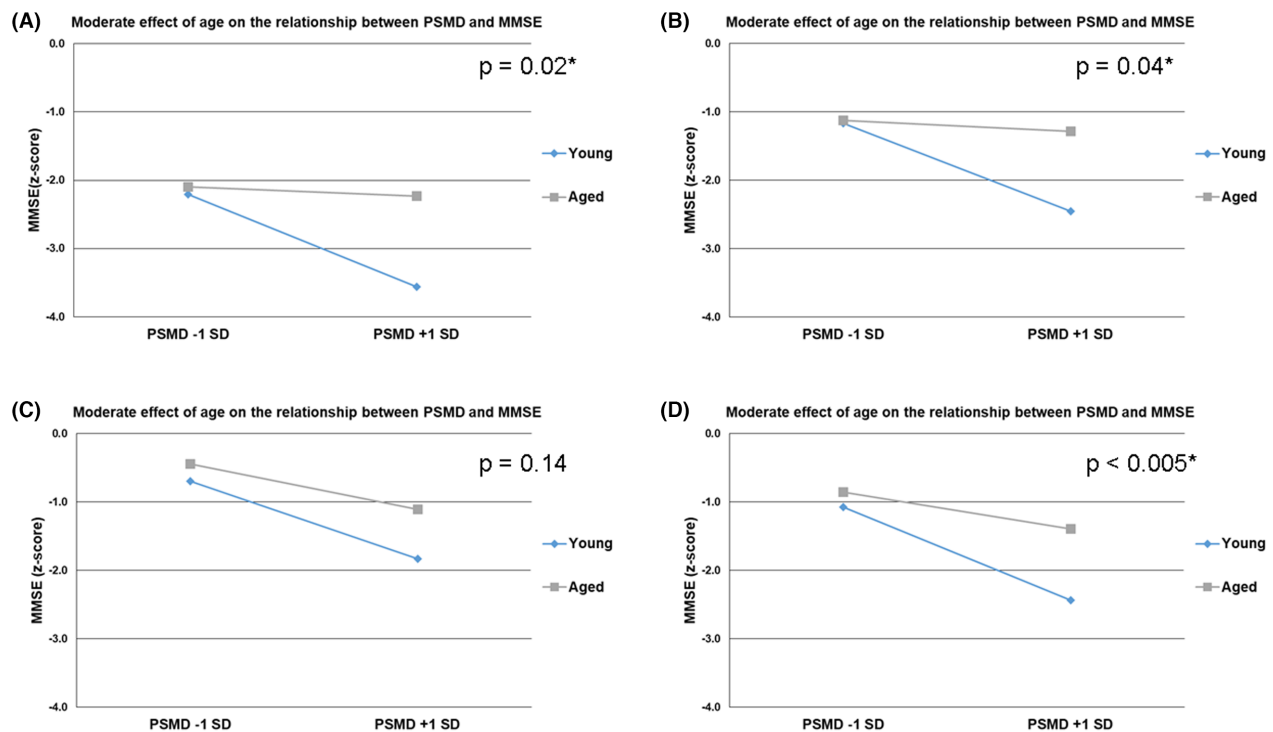 (A)
Moderate effect of age on the relationship between PSMD and MMSE
p = 0.02*
MMSE(z-score)
0.0
-1.0
-2.0
-3.0
-4.0
PSMD -1 SD
PSMD +1 SD
Young
Aged
(B)
Moderate effect of age on the relationship between PSMD and MMSE
p = 0.04*
MMSE (z-score)
0.0
-1.0
-2.0
-3.0
-4.0
PSMD -1 SD
PSMD +1 SD
Young
Aged
(C)
Moderate effect of age on the relationship between PSMD and MMSE
p = 0.14
MMSE (z-score)
0.0
-1.0
-2.0
-3.0
-4.0
PSMD -1 SD
PSMD +1 SD
Young
Aged
(D)
Moderate effect of age on the relationship between PSMD and MMSE
p < 0.005*
MMSE (z-score)
0.0
-1.0
-2.0
-3.0
-4.0
PSMD -1 SD
PSMD +1 SD
Young
Aged